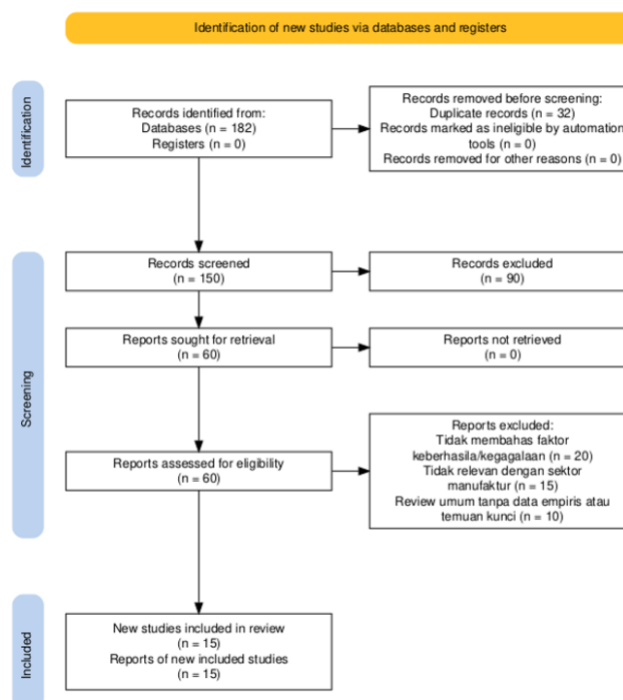 Identification of new studies via databases and registers
Identification
Records identified from:
Databases (n = 182)
Registers (n = 0)
Records removed before screening:
Duplicate records (n = 32)
Records marked as ineligible by automation
tools (n = 0)
Records removed for other reasons (n = 0)
Screening
Records screened
(n = 150)
Records excluded
(n = 90)
Reports sought for retrieval
(n = 60)
Reports not retrieved
(n = 0)
Reports assessed for eligibility
(n = 60)
Reports excluded:
Tidak membahas faktor
keberhasila/kegagalaan (n = 20)
Tidak relevan dengan sektor
manufaktur (n = 15)
Review umum tanpa data empiris atau
temuan kunci (n = 10)
Included
New studies included in review
(n = 15)
Reports of new included studies
(n = 15)